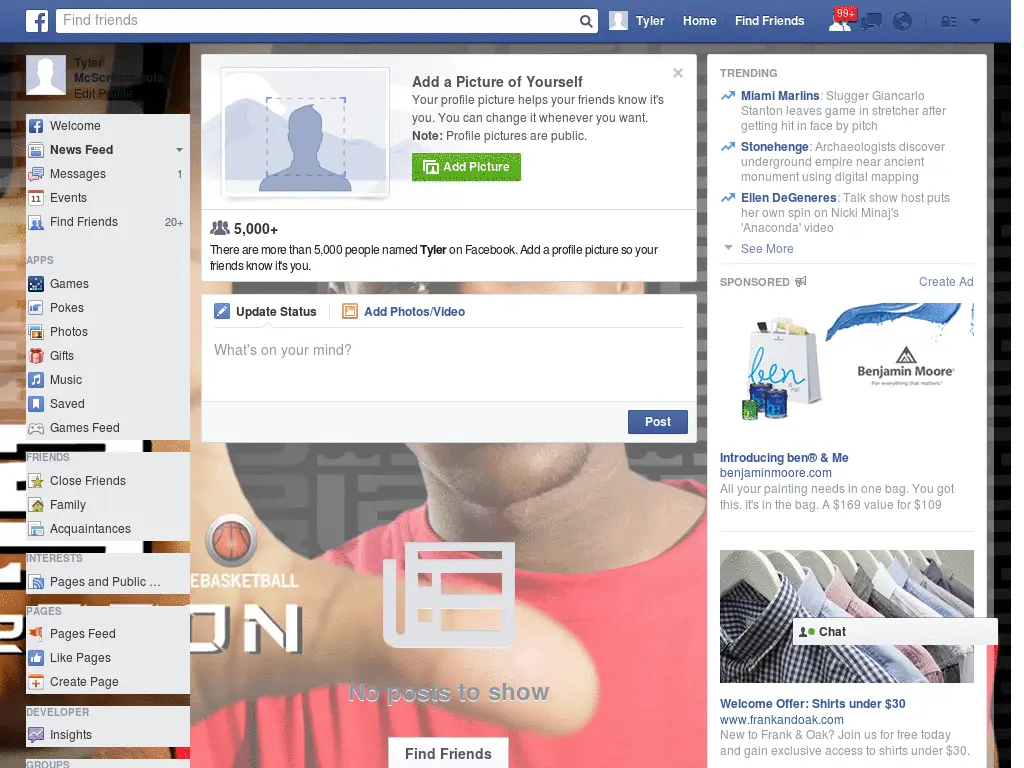 Find friends
Tyler
Home
Find Friends
99+
Tyler
McScreenshots
Edit Profile
Welcome
News Feed
Messages 1
11 Events
Find Friends 20+
APPS
Games
Pokes
Photos
Gifts
Music
Saved
Games Feed
FRIENDS
Close Friends
Family
Acquaintances
INTERESTS
Pages and Public ...
PAGES
Pages Feed
Like Pages
Create Page
DEVELOPER
Insights
GROUPS
Add a Picture of Yourself
Your profile picture helps your friends know it's
you. You can change it whenever you want.
Note: Profile pictures are public.
Add Picture
5,000+
There are more than 5,000 people named Tyler on Facebook. Add a profile picture so your
friends know it's you.
Update Status
Add Photos/Video
What's on your mind?
Post
EBASKETBALL
ON
No posts to show
Find Friends
TRENDING
Miami Marlins: Slugger Giancarlo
Stanton leaves game in stretcher after
getting hit in face by pitch
Stonehenge: Archaeologists discover
underground empire near ancient
monument using digital mapping
Ellen DeGeneres: Talk show host puts
her own spin on Nicki Minaj's
'Anaconda' video
See More
SPONSORED
Create Ad
ben
Benjamin Moore®
For everything that matters.®
Introducing ben® & Me
benjaminmoore.com
All your painting needs in one bag. You got
this. It's in the bag. A $169 value for $109
Chat
Welcome Offer: Shirts under $30
www.frankandoak.com
New to Frank & Oak? Join us for free today
and gain exclusive access to shirts under $30.